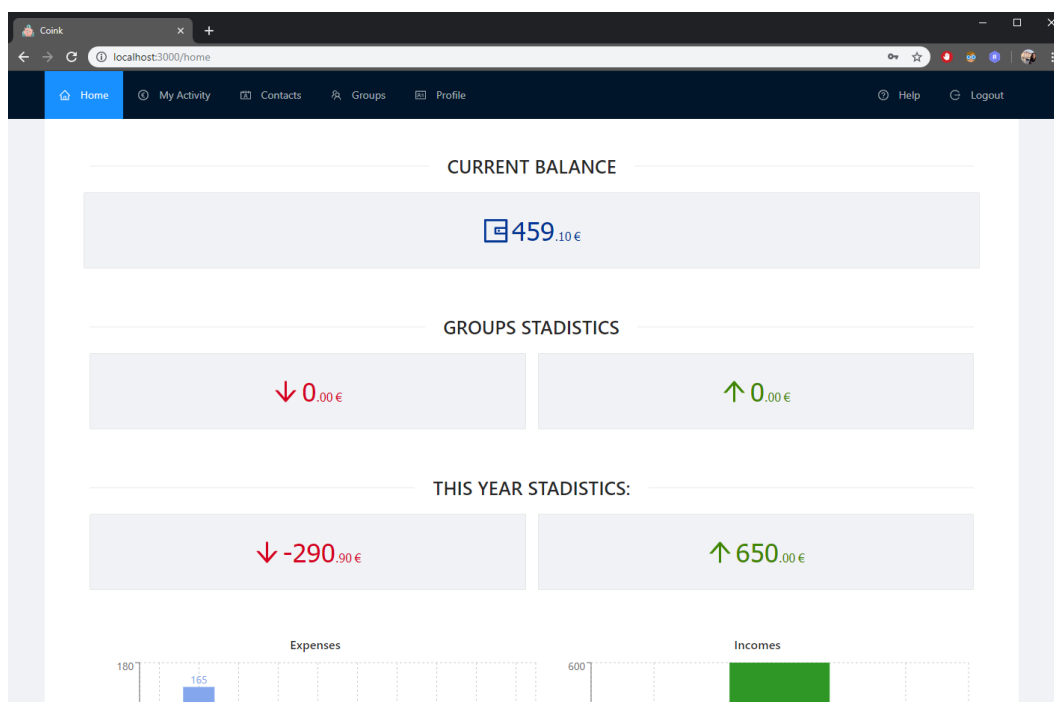 Coink
localhost:3000/home
Home My Activity Contacts Groups Profile Help Logout
CURRENT BALANCE
459.10 €
GROUPS STADISTICS
0.00 € 0.00 €
THIS YEAR STADISTICS:
-290.90 € 650.00 €
Expenses Incomes
180 600
165